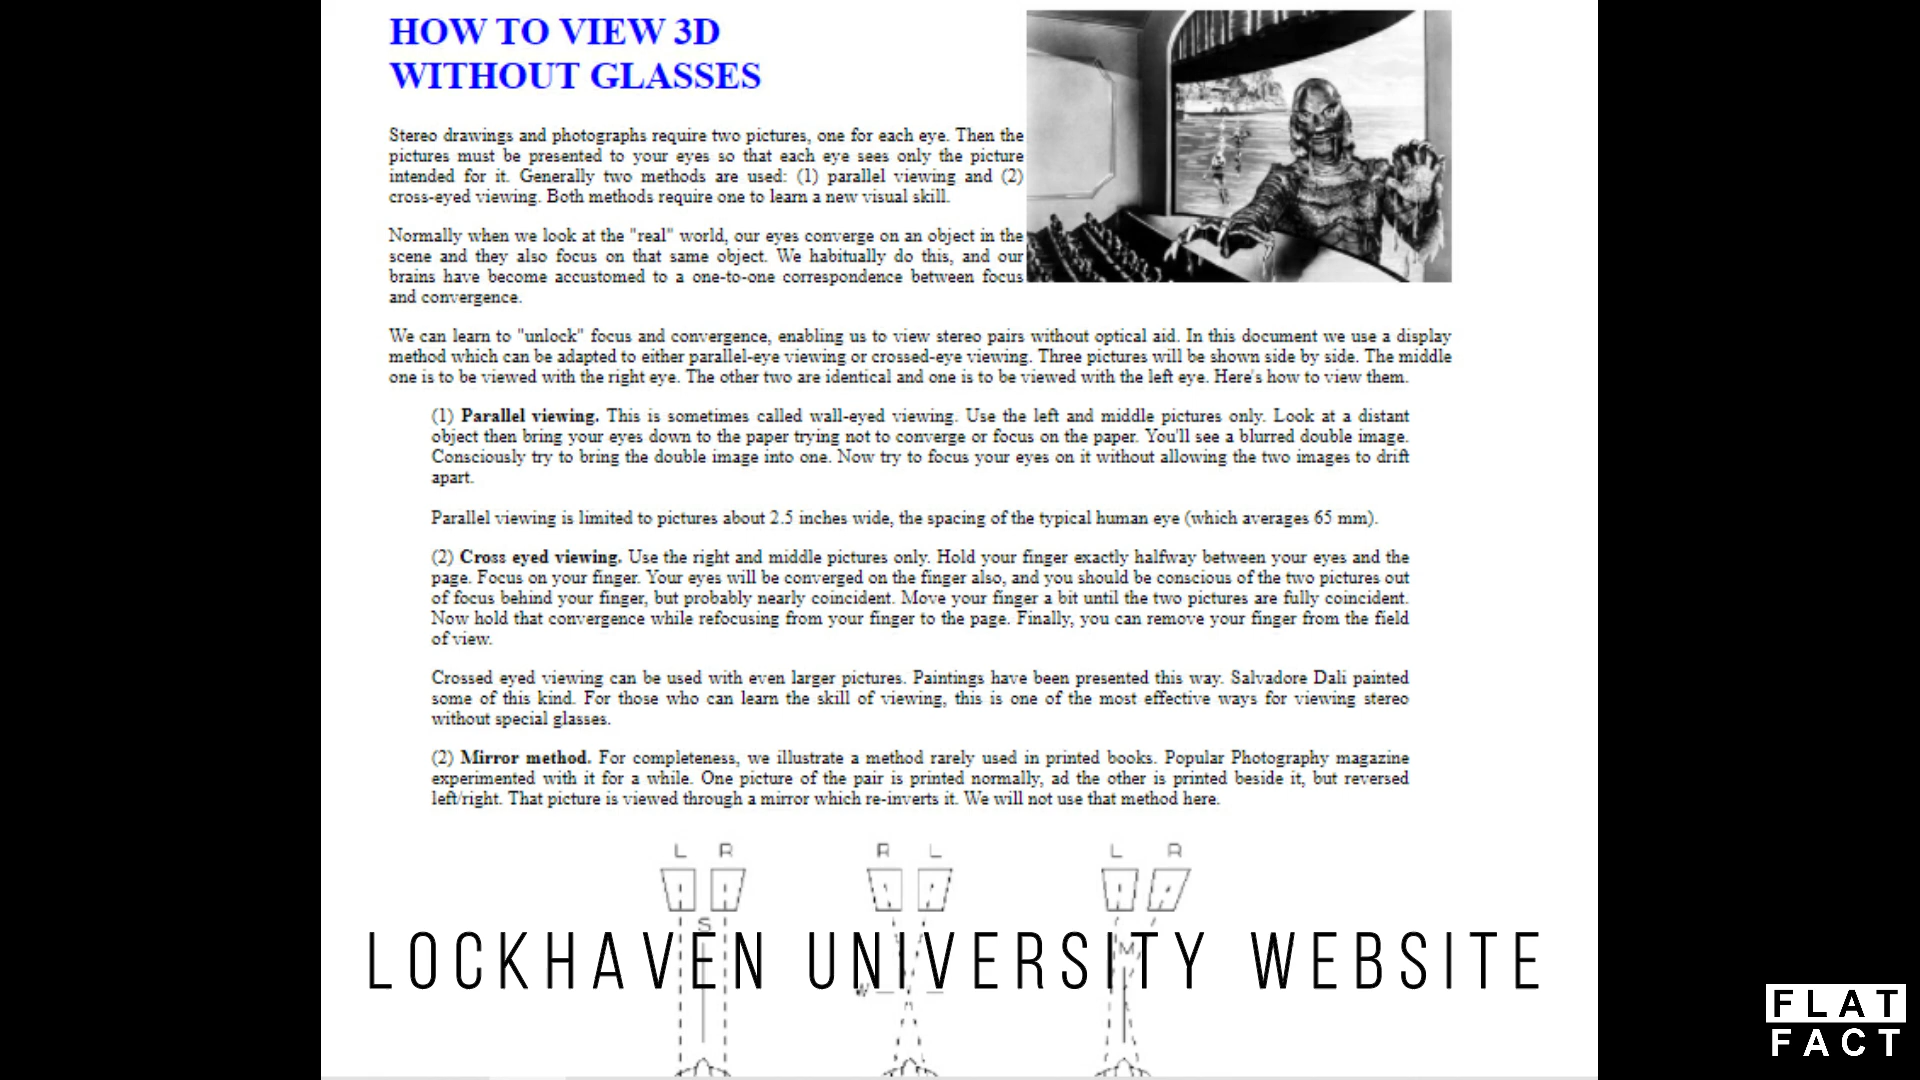 HOW TO VIEW 3D
WITHOUT GLASSES
Stereo drawings and photographs require two pictures, one for each eye. Then the
pictures must be presented to your eyes so that each eye sees only the picture
intended for it. Generally two methods are used: (1) parallel viewing and (2)
cross-eyed viewing. Both methods require one to learn a new visual skill.
Normally when we look at the "real" world, our eyes converge on an object in the
scene and they also focus on that same object. We habitually do this, and our
brains have become accustomed to a one-to-one correspondence between focus
and convergence.
We can learn to "unlock" focus and convergence, enabling us to view stereo pairs without optical aid. In this document we use a display
method which can be adapted to either parallel-eye viewing or crossed-eye viewing. Three pictures will be shown side by side. The middle
one is to be viewed with the right eye. The other two are identical and one is to be viewed with the left eye. Here's how to view them.
(1) Parallel viewing. This is sometimes called wall-eyed viewing. Use the left and middle pictures only. Look at a distant
object then bring your eyes down to the paper trying not to converge or focus on the paper. You'll see a blurred double image.
Consciously try to bring the double image into one. Now try to focus your eyes on it without allowing the two images to drift
apart.
Parallel viewing is limited to pictures about 2.5 inches wide, the spacing of the typical human eye (which averages 65 mm).
(2) Cross eyed viewing. Use the right and middle pictures only. Hold your finger exactly halfway between your eyes and the
page. Focus on your finger. Your eyes will be converged on the finger also, and you should be conscious of the two pictures out
of focus behind your finger, but probably nearly coincident. Move your finger a bit until the two pictures are fully coincident.
Now hold that convergence while refocusing from your finger to the page. Finally, you can remove your finger from the field
of view.
Crossed eyed viewing can be used with even larger pictures. Paintings have been presented this way. Salvadore Dali painted
some of this kind. For those who can learn the skill of viewing, this is one of the most effective ways for viewing stereo
without special glasses.
(2) Mirror method. For completeness, we illustrate a method rarely used in printed books. Popular Photography magazine
experimented with it for a while. One picture of the pair is printed normally, ad the other is printed beside it, but reversed
left/right. That picture is viewed through a mirror which re-inverts it. We will not use that method here.
L R R L L R
S
M
LOCKHAVEN UNIVERSITY WEBSITE
W
FLAT
FACT